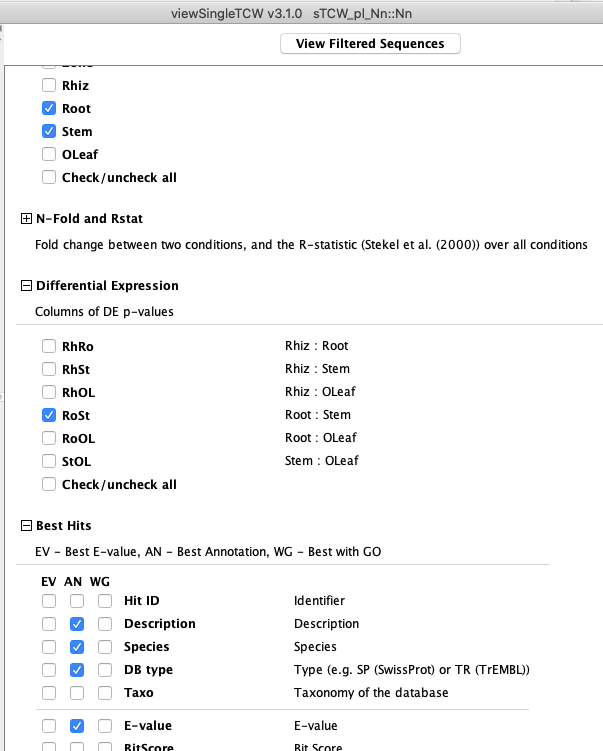 viewSingleTCW v3.1.0 sTCW_pl_Nn::Nn
View Filtered Sequences
Rhiz
Root
Stem
OLeaf
Check/uncheck all
N-Fold and Rstat
Fold change between two conditions, and the R-statistic (Stekel et al. (2000)) over all conditions
Differential Expression
Columns of DE p-values
RhRo Rhiz : Root
RhSt Rhiz : Stem
RhOL Rhiz : OLeaf
RoSt Root : Stem
RoOL Root : OLeaf
StOL Stem : OLeaf
Check/uncheck all
Best Hits
EV - Best E-value, AN - Best Annotation, WG - Best with GO
EV AN WG
Hit ID Identifier
Description Description
Species Species
DB type Type (e.g. SP (SwissProt) or TR (TrEMBL))
Taxo Taxonomy of the database
E-value E-value
BitScore Bit Score